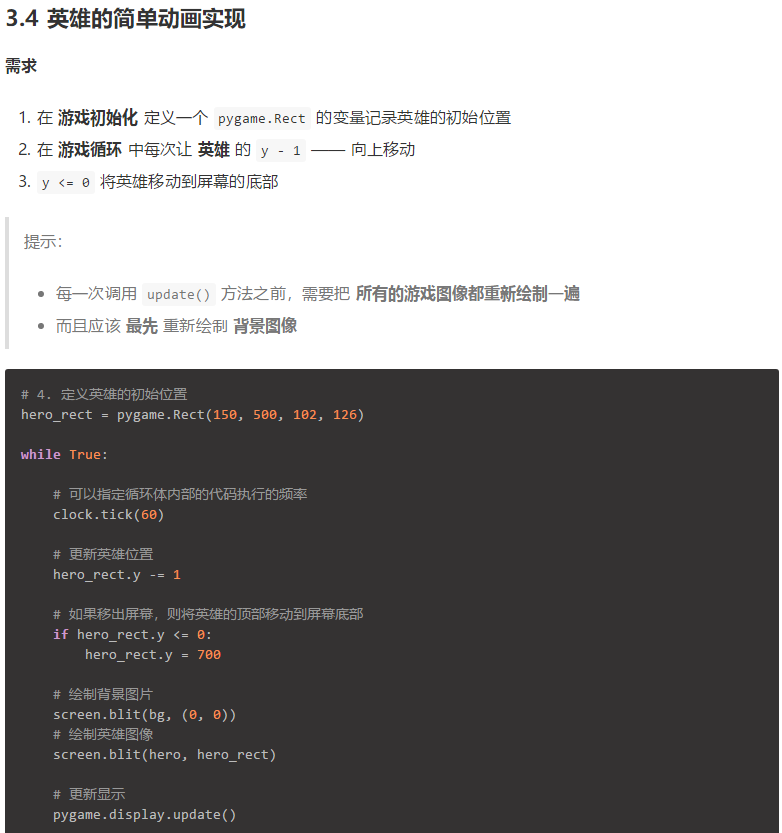 3.4 英雄的简单动画实现
需求
1. 在 游戏初始化 定义一个 pygame.Rect 的变量记录英雄的初始位置
2. 在 游戏循环 中每次让 英雄 的 y - 1 —— 向上移动
3. y <= 0 将英雄移动到屏幕的底部
提示：
• 每一次调用 update() 方法之前，需要把 所有的游戏图像都重新绘制一遍
• 而且应该 最先 重新绘制 背景图像
# 4. 定义英雄的初始位置
hero_rect = pygame.Rect(150, 500, 102, 126)
while True:
# 可以指定循环体内部的代码执行的频率
clock.tick(60)
# 更新英雄位置
hero_rect.y -= 1
# 如果移出屏幕，则将英雄的顶部移动到屏幕底部
if hero_rect.y <= 0:
hero_rect.y = 700
# 绘制背景图片
screen.blit(bg, (0, 0))
# 绘制英雄图像
screen.blit(hero, hero_rect)
# 更新显示
pygame.display.update()